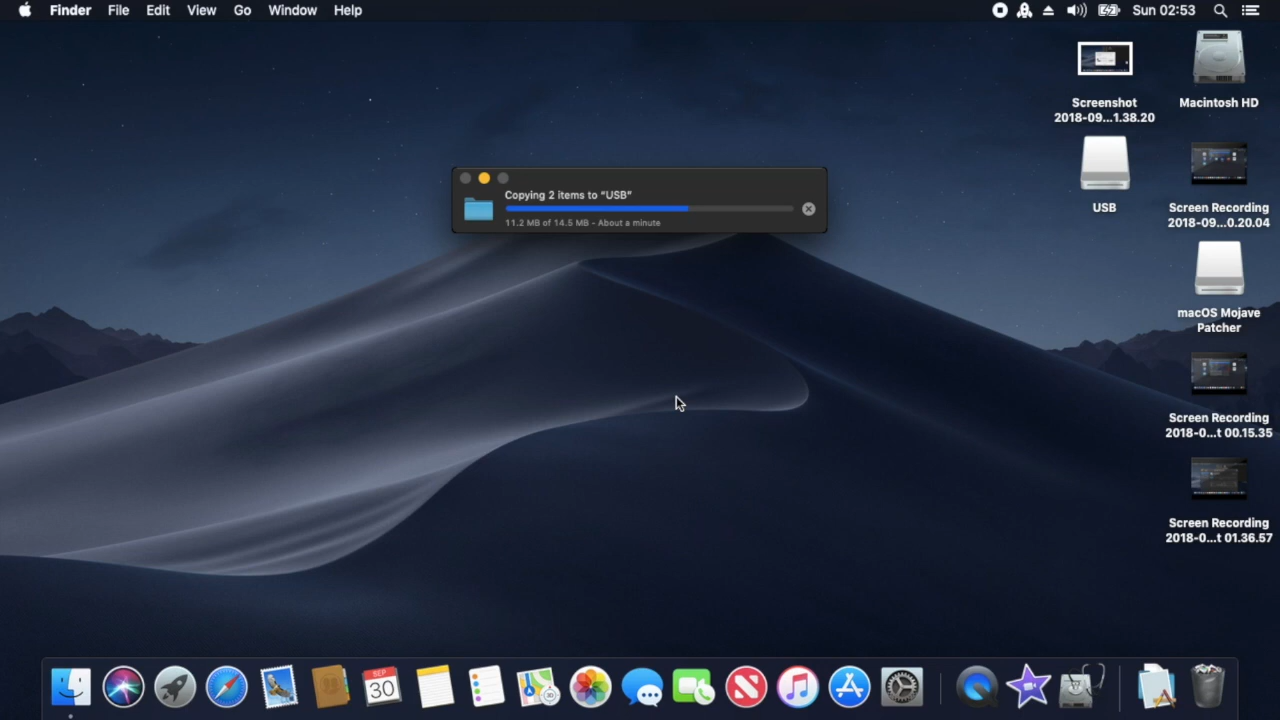 Finder File Edit View Go Window Help Sun 02:53
Screenshot
2018-09...1.38.20
Macintosh HD
USB
Screen Recording
2018-09...0.20.04
macOS Mojave
Patcher
Screen Recording
2018-0...t 00.15.35
Screen Recording
2018-0...t 01.36.57
Copying 2 items to “USB”
11.2 MB of 14.5 MB - About a minute
SEP
30